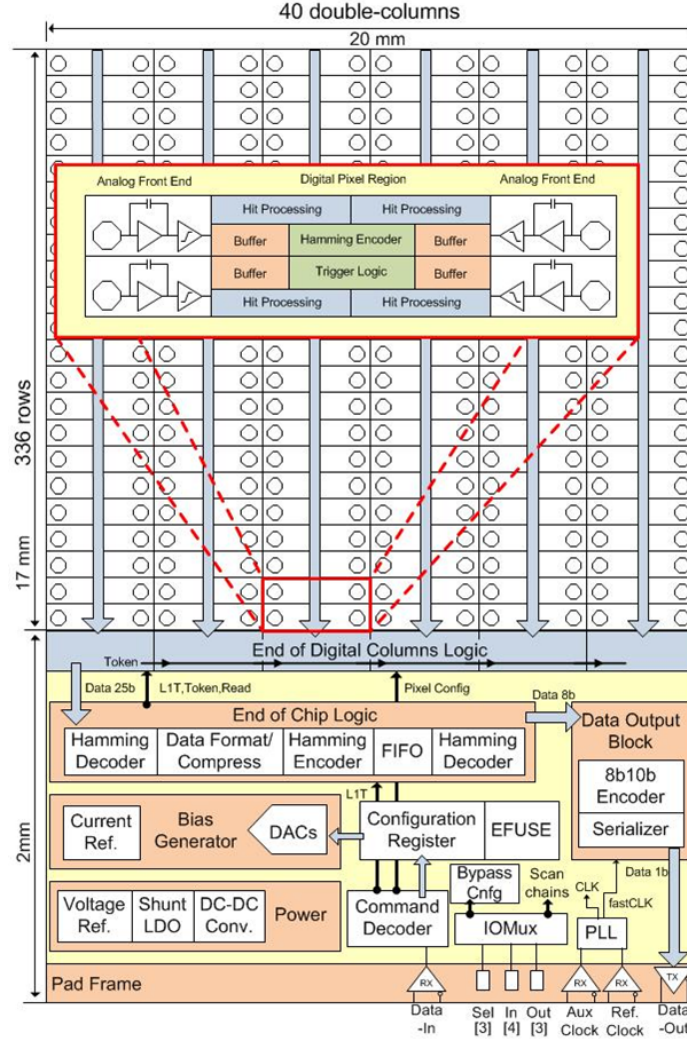 40 double-columns
20 mm
336 rows
17 mm
Analog Front End
Digital Pixel Region
Analog Front End
Hit Processing
Hit Processing
Buffer
Hamming Encoder
Buffer
Buffer
Trigger Logic
Buffer
Hit Processing
Hit Processing
2mm
End of Digital Columns Logic
Token
Data 25b
L1T,Token,Read
Pixel Config
Data 8b
End of Chip Logic
Hamming
Decoder
Data Format/
Compress
Hamming
Encoder
FIFO
Hamming
Decoder
Data Output
Block
8b10b
Encoder
Serializer
L1T
Current
Ref.
Bias
Generator
DACs
Configuration
Register
EFUSE
Data 1b
Voltage
Ref.
Shunt
LDO
DC-DC
Conv.
Power
Command
Decoder
Bypass
Cnfg
Scan
chains
IOMux
CLK
fastCLK
PLL
Pad Frame
RX
RX
RX
TX
Data
-In
Sel
[3]
In
[4]
Out
[3]
Aux
Clock
Ref.
Clock
Data
-Out